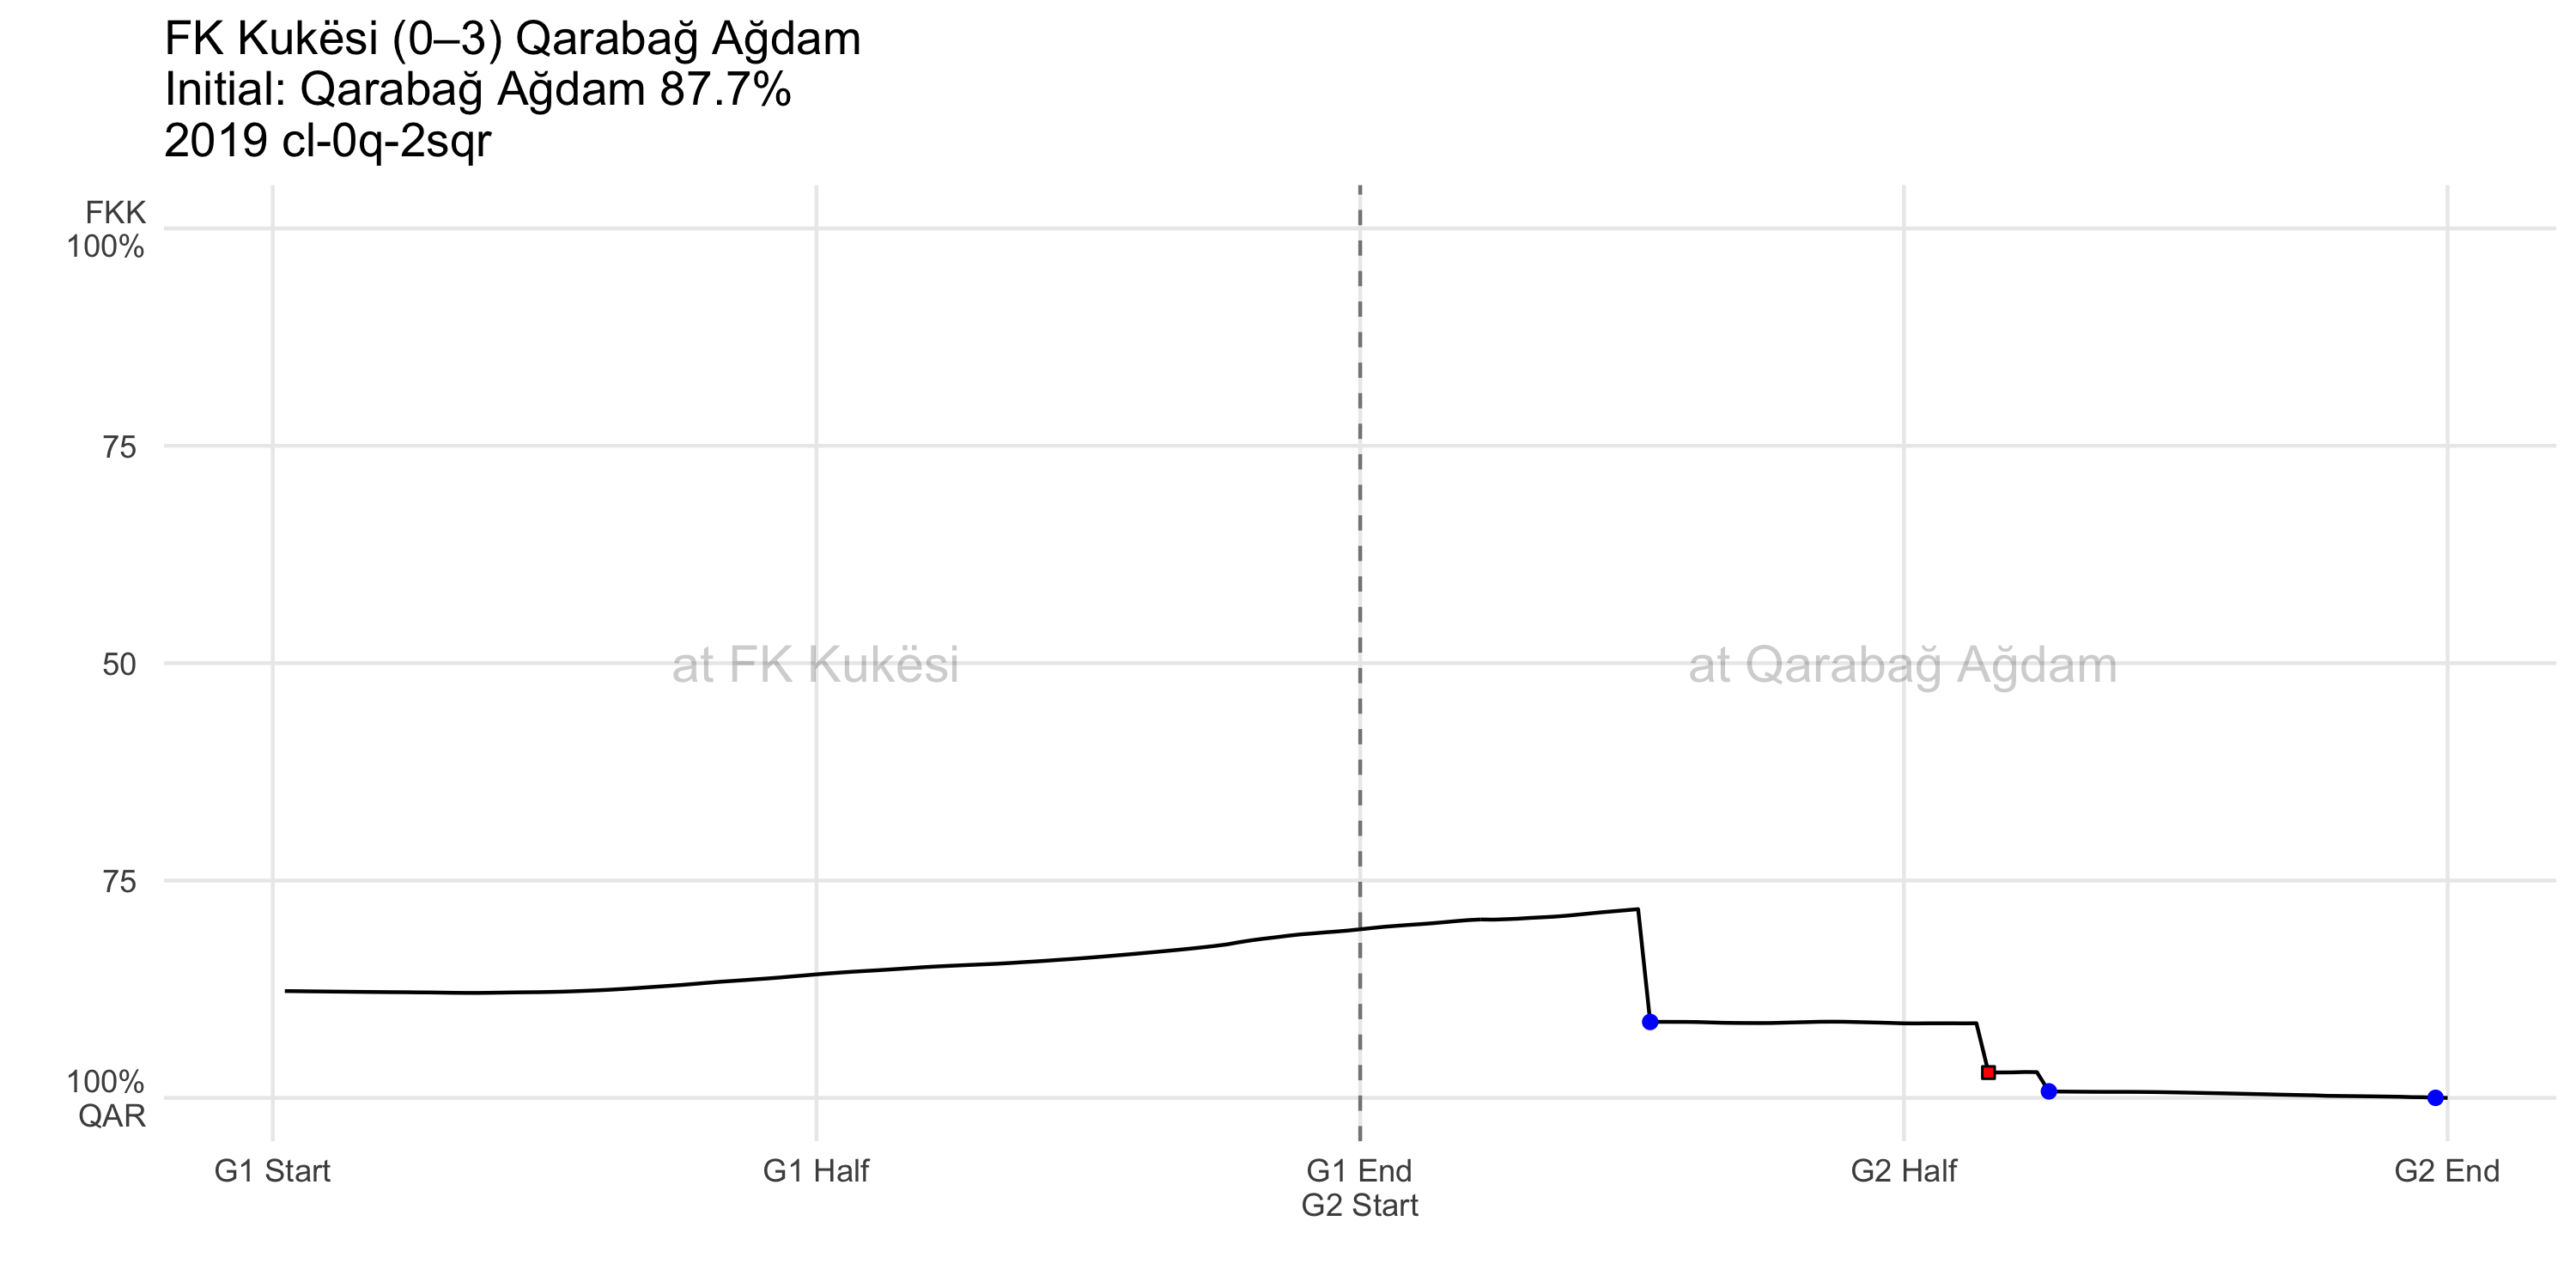 FK Kukësi (0–3) Qarabağ Ağdam
Initial: Qarabağ Ağdam 87.7%
2019 cl-0q-2sqr
FKK
100%
75
50
75
100%
QAR
at FK Kukësi
at Qarabağ Ağdam
G1 Start
G1 Half
G1 End
G2 Start
G2 Half
G2 End